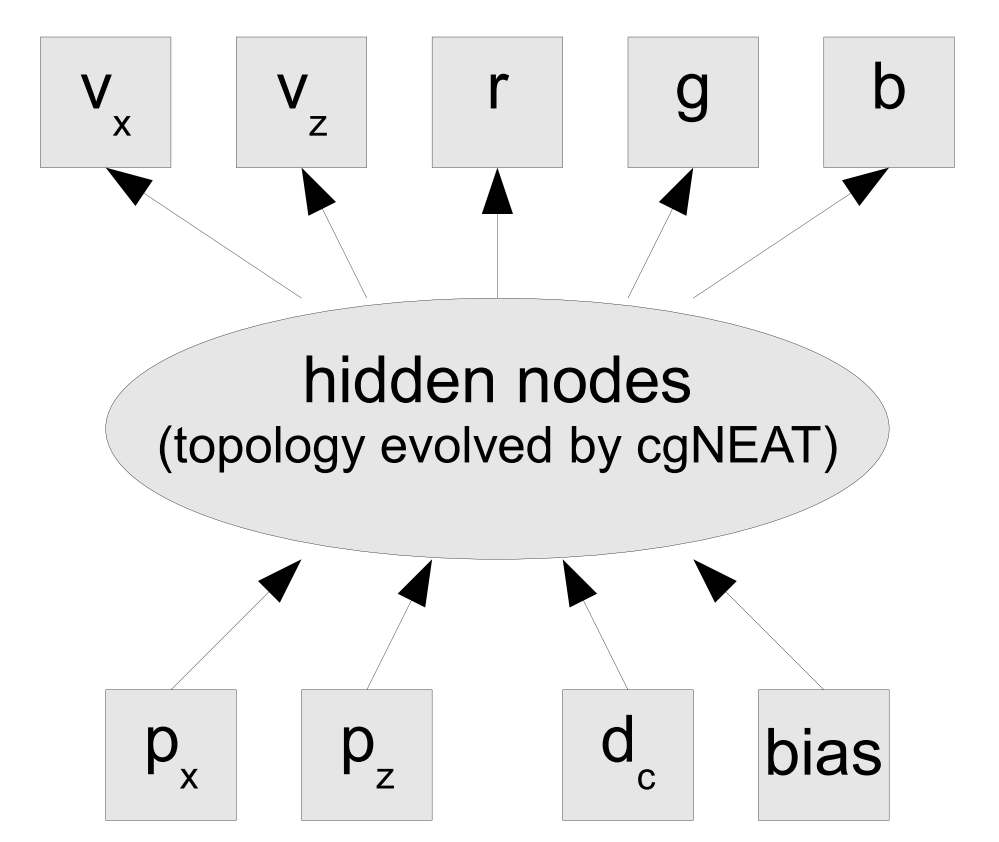 v_x v_z r g b
hidden nodes
(topology evolved by cgNEAT)
p_x p_z d_c bias